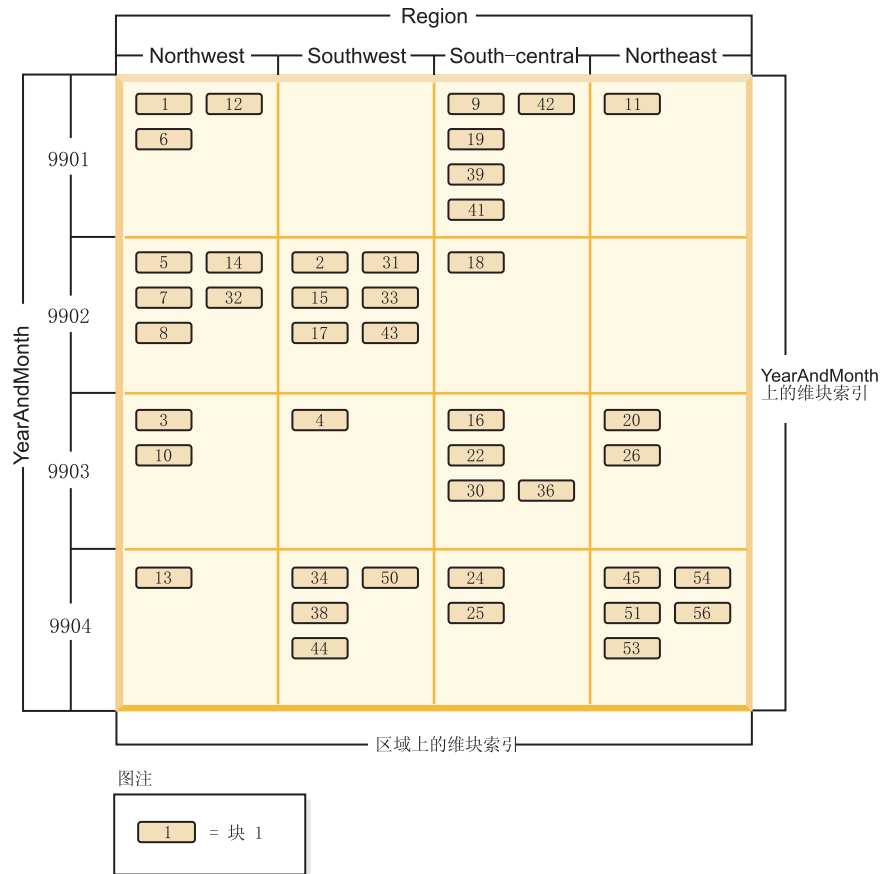 Region
Northwest Southwest South-central Northeast
1 12 9 42 11
6 19
9901
39
41
5 14 2 31 18
7 32 15 33
9902
8 17 43
YearAndMonth
YearAndMonth
上的维块索引
3 4 16 20
10 22 26
9903
30 36
13 34 50 24 45 54
38 25 51 56
9904
44 53
区域上的维块索引
图注
1 = 块 1